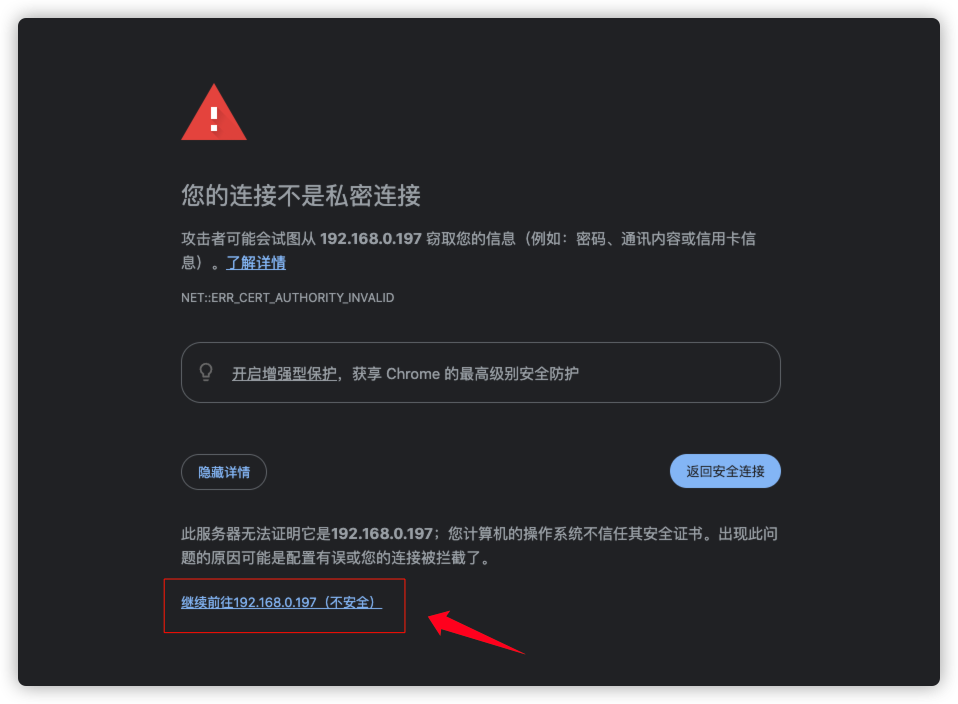 您的连接不是私密连接
攻击者可能会试图从 192.168.0.197 窃取您的信息（例如：密码、通讯内容或信用卡信
息）。了解详情
NET::ERR_CERT_AUTHORITY_INVALID
开启增强型保护，获享 Chrome 的最高级别安全防护
隐藏详情
返回安全连接
此服务器无法证明它是192.168.0.197；您计算机的操作系统不信任其安全证书。出现此问
题的原因可能是配置有误或您的连接被拦截了。
继续前往192.168.0.197（不安全）